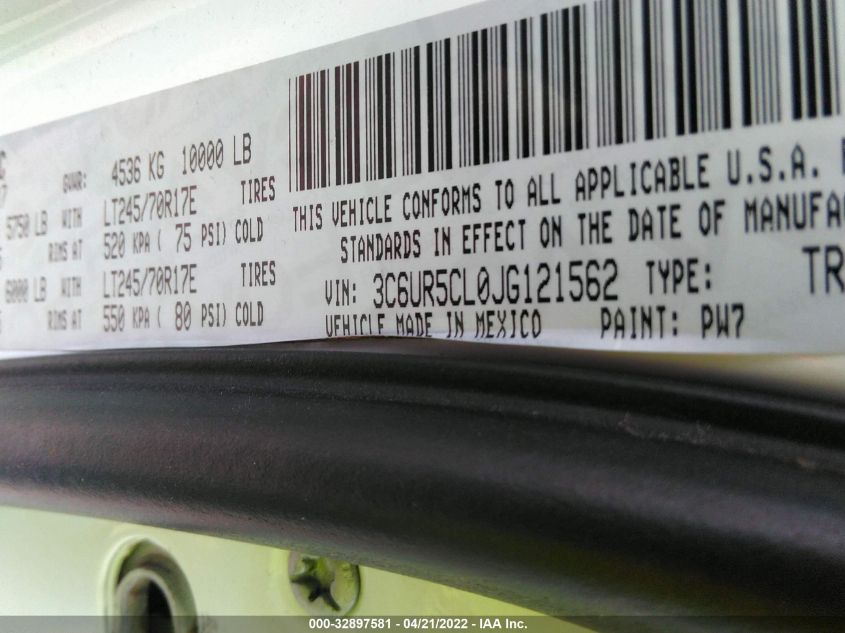 GVWR: 4536 KG 10000 LB
5750 LB WITH LT245/70R17E TIRES
RIMS AT 520 KPA ( 75 PSI) COLD
6000 LB WITH LT245/70R17E TIRES
RIMS AT 550 KPA ( 80 PSI) COLD
THIS VEHICLE CONFORMS TO ALL APPLICABLE U.S.A.
STANDARDS IN EFFECT ON THE DATE OF MANUFA
VIN: 3C6UR5CL0JG121562 TYPE: TR
VEHICLE MADE IN MEXICO PAINT: PW7
000-32897581 - 04/21/2022 - IAA Inc.